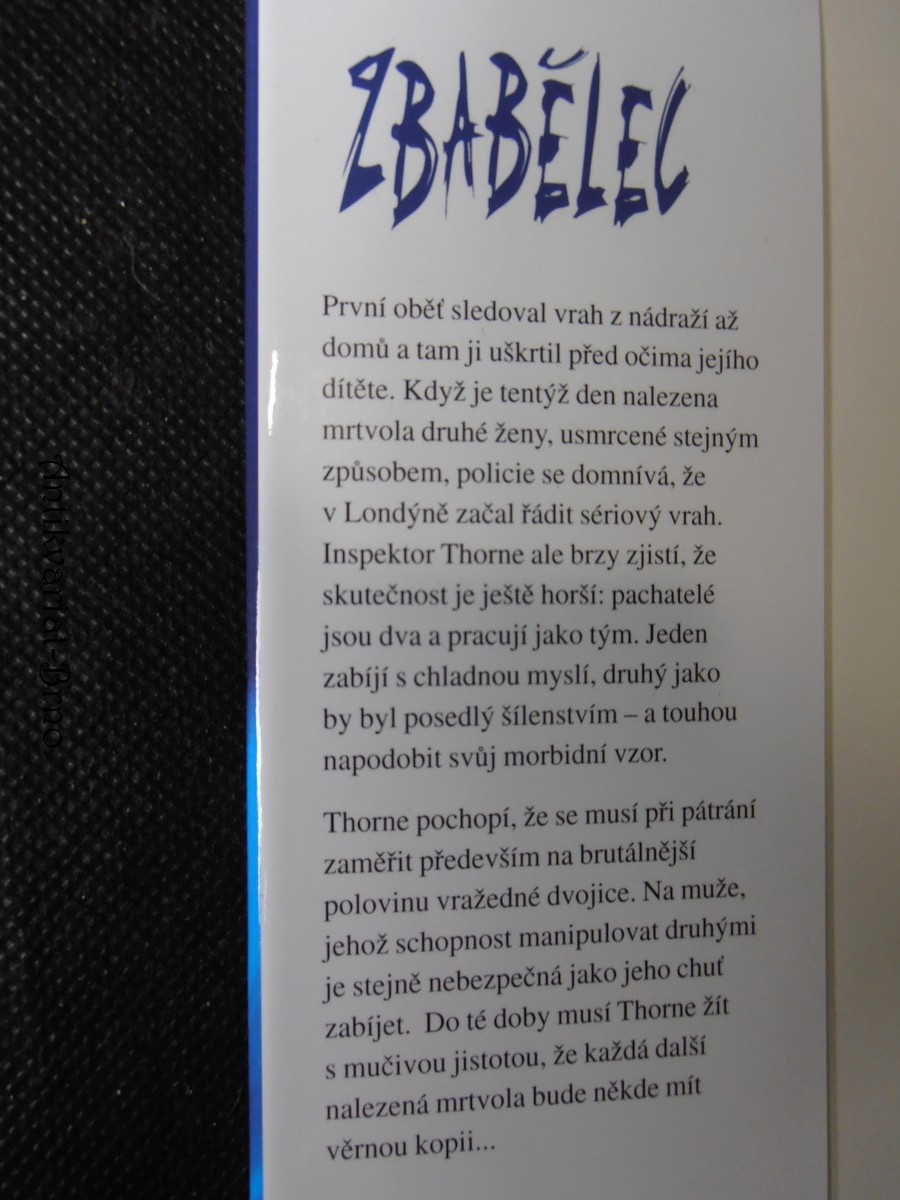 ZBABĚLEC
První oběť sledoval vrah z nádraží až
domů a tam ji uškrtil před očima jejího
dítěte. Když je tentýž den nalezena
mrtvola druhé ženy, usmrcené stejným
způsobem, policie se domnívá, že
v Londýně začal řádit sériový vrah.
Inspektor Thorne ale brzy zjistí, že
skutečnost je ještě horší: pachatelé
jsou dva a pracují jako tým. Jeden
zabíjí s chladnou myslí, druhý jako
by byl posedlý šílenstvím – a touhou
napodobit svůj morbidní vzor.
Thorne pochopí, že se musí při pátrání
zaměřit především na brutálnější
polovinu vražedné dvojice. Na muže,
jehož schopnost manipulovat druhými
je stejně nebezpečná jako jeho chuť
zabíjet. Do té doby musí Thorne žít
s mučivou jistotou, že každá další
nalezená mrtvola bude někde mít
věrnou kopii...
Antikvariat-Brno